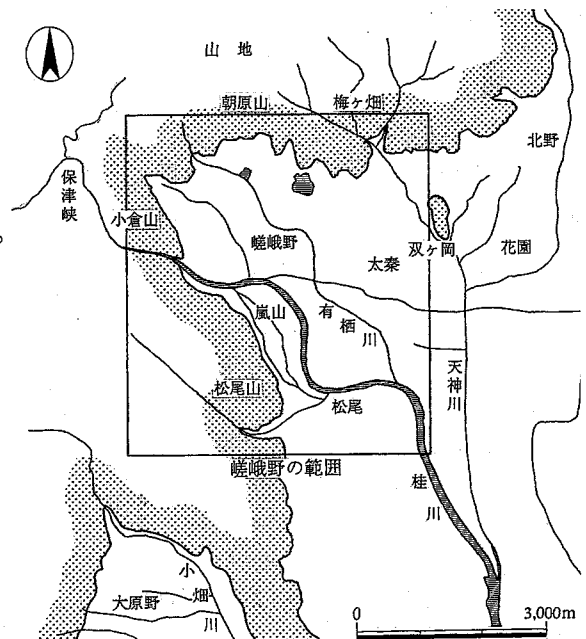 山地
朝原山
梅ヶ畑
北野
保津峡
小倉山
嵯峨野
双ヶ岡
花園
太秦
嵐山
有栖川
天神川
松尾山
松尾
嵯峨野の範囲
桂川
小畑川
大原野
0 3,000m